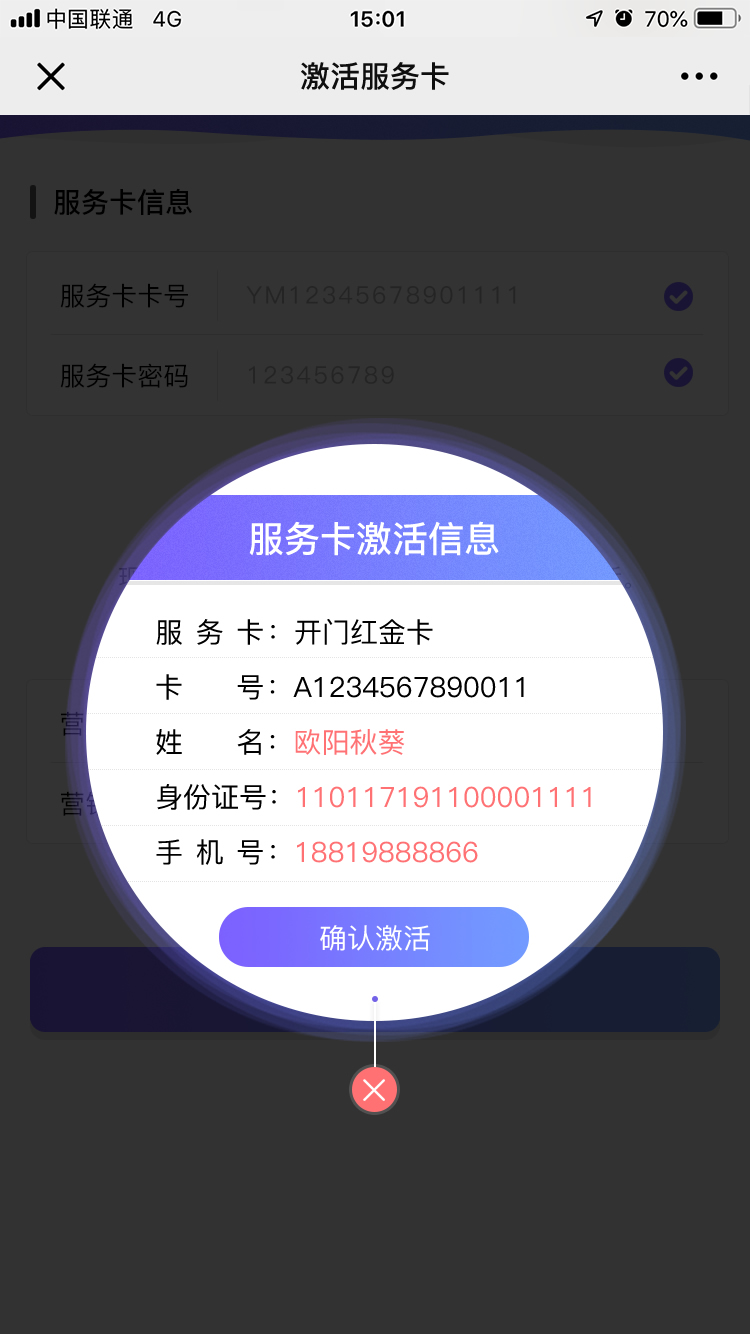 中国联通 4G 15:01 70%
激活服务卡
服务卡信息
服务卡卡号 YM12345678901111
服务卡密码 123456789
服务卡激活信息
服务卡：开门红金卡
卡号：A1234567890011
姓名：欧阳秋葵
身份证号：110117191100001111
手机号：18819888866
确认激活